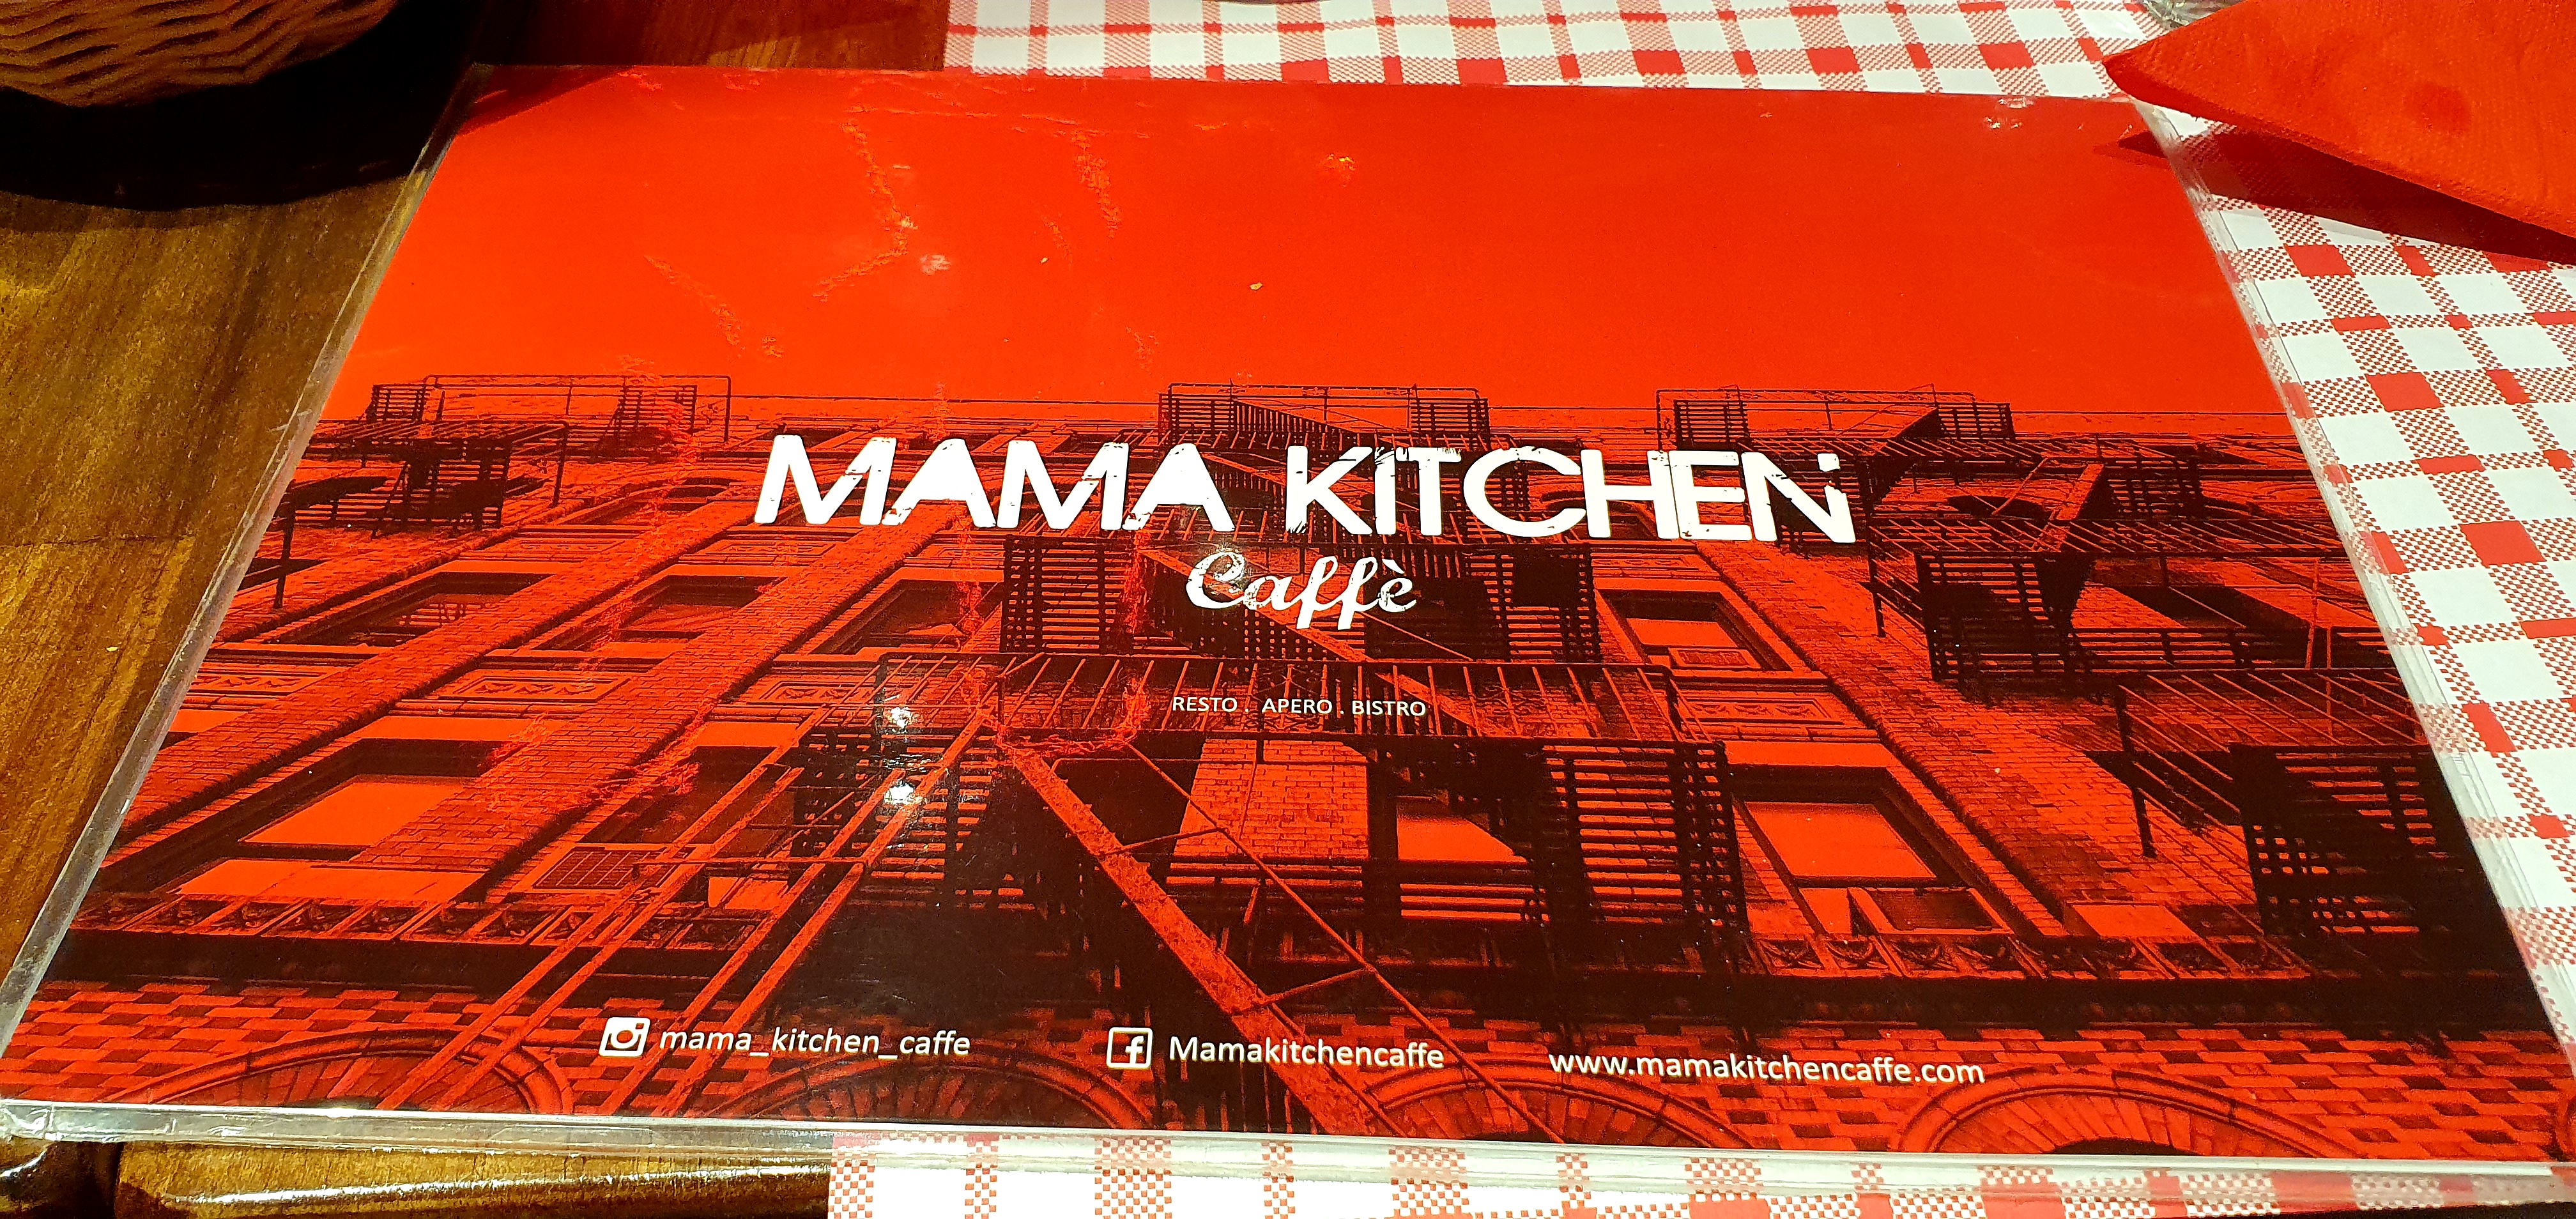 MAMA KITCHEN
Caffè
RESTO . APERO . BISTRO
mama_kitchen_caffe
Mamakitchencaffe
www.mamakitchencaffe.com